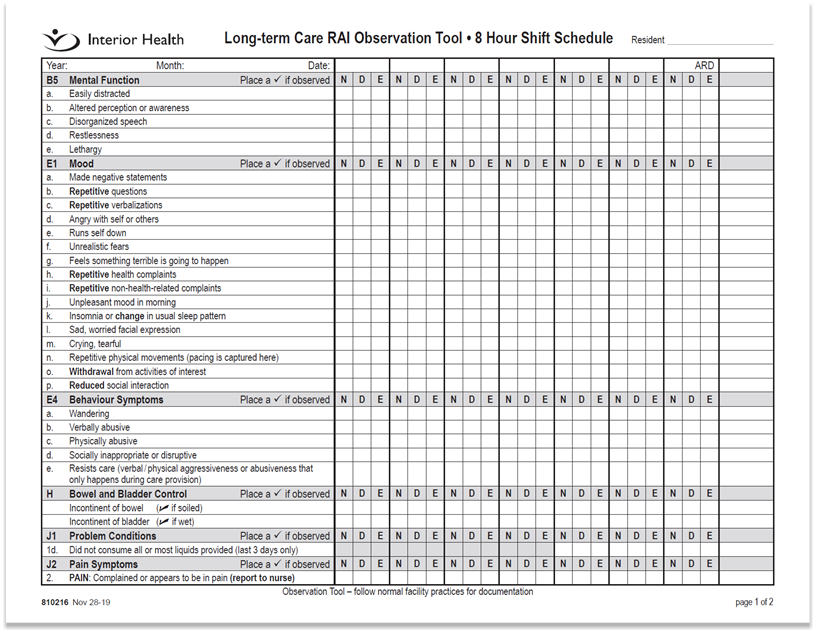 Interior Health
Long-term Care RAI Observation Tool • 8 Hour Shift Schedule Resident
Year: Month: Date: ARD
B5 Mental Function Place a ✓ if observed N D E N D E N D E N D E N D E N D E N D E
a. Easily distracted
b. Altered perception or awareness
c. Disorganized speech
d. Restlessness
e. Lethargy
E1 Mood Place a ✓ if observed N D E N D E N D E N D E N D E N D E N D E
a. Made negative statements
b. Repetitive questions
c. Repetitive verbalizations
d. Angry with self or others
e. Runs self down
f. Unrealistic fears
g. Feels something terrible is going to happen
h. Repetitive health complaints
i. Repetitive non-health-related complaints
j. Unpleasant mood in morning
k. Insomnia or change in usual sleep pattern
l. Sad, worried facial expression
m. Crying, tearful
n. Repetitive physical movements (pacing is captured here)
o. Withdrawal from activities of interest
p. Reduced social interaction
E4 Behaviour Symptoms Place a ✓ if observed N D E N D E N D E N D E N D E N D E N D E
a. Wandering
b. Verbally abusive
c. Physically abusive
d. Socially inappropriate or disruptive
e. Resists care (verbal/physical aggressiveness or abusiveness that
only happens during care provision)
H Bowel and Bladder Control Place a ✓ if observed N D E N D E N D E N D E N D E N D E N D E
Incontinent of bowel (✓ if soiled)
Incontinent of bladder (✓ if wet)
J1 Problem Conditions Place a ✓ if observed N D E N D E N D E N D E N D E N D E N D E
1d. Did not consume all or most liquids provided (last 3 days only)
J2 Pain Symptoms Place a ✓ if observed N D E N D E N D E N D E N D E N D E N D E
2. PAIN: Complained or appears to be in pain (report to nurse)
Observation Tool – follow normal facility practices for documentation
810216 Nov 28-19 page 1 of 2